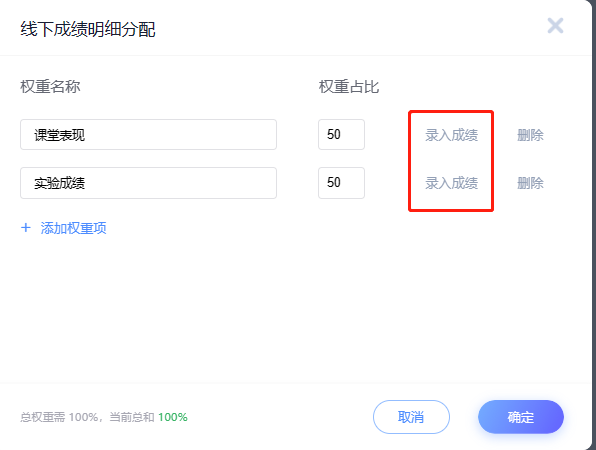 线下成绩明细分配
权重名称 权重占比
课堂表现 50 录入成绩 删除
实验成绩 50 录入成绩 删除
+ 添加权重项
总权重需 100%，当前总和 100% 取消 确定